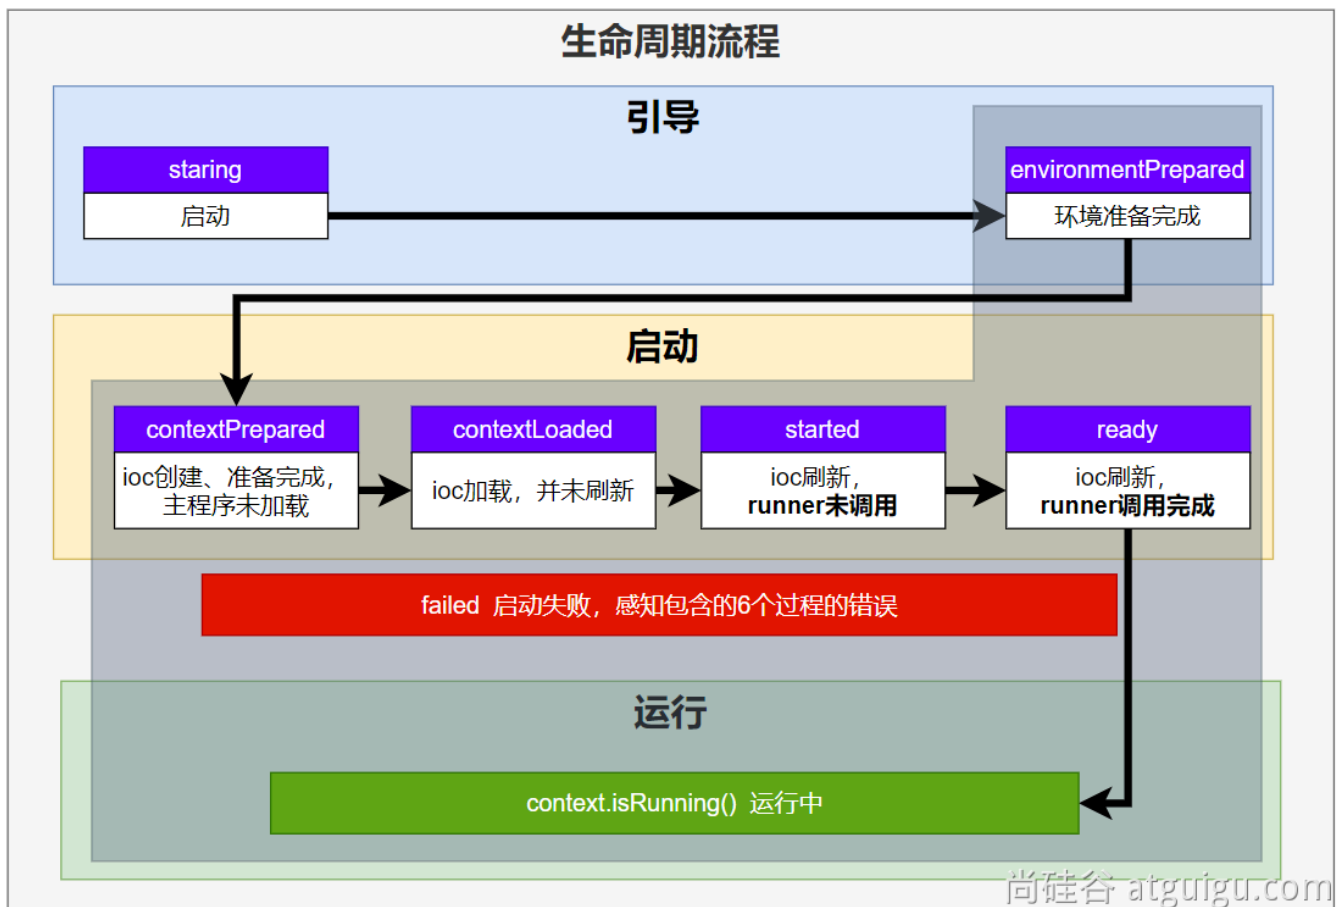 生命周期流程
引导
staring
启动
environmentPrepared
环境准备完成
启动
contextPrepared
ioc创建、准备完成，
主程序未加载
contextLoaded
ioc加载，并未刷新
started
ioc刷新，
runner未调用
ready
ioc刷新，
runner调用完成
failed 启动失败，感知包含的6个过程的错误
运行
context.isRunning() 运行中
尚硅谷 atguigu.com